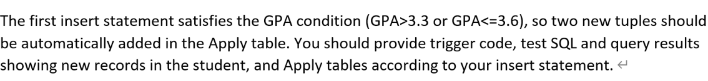 The first insert statement satisfies the GPA condition (GPA>3.3 or GPA<=3.6), so two new tuples should
be automatically added in the Apply table. You should provide trigger code, test SQL and query results
showing new records in the student, and Apply tables according to your insert statement. ↵